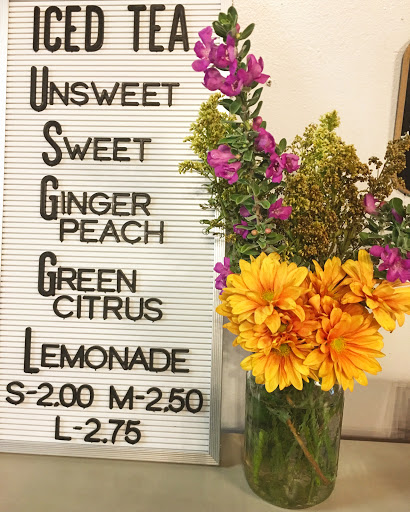 ICED TEA
UNSWEET
SWEET
GINGER
PEACH
GREEN
CITRUS
LEMONADE
S-2.00 M-2.50
L-2.75